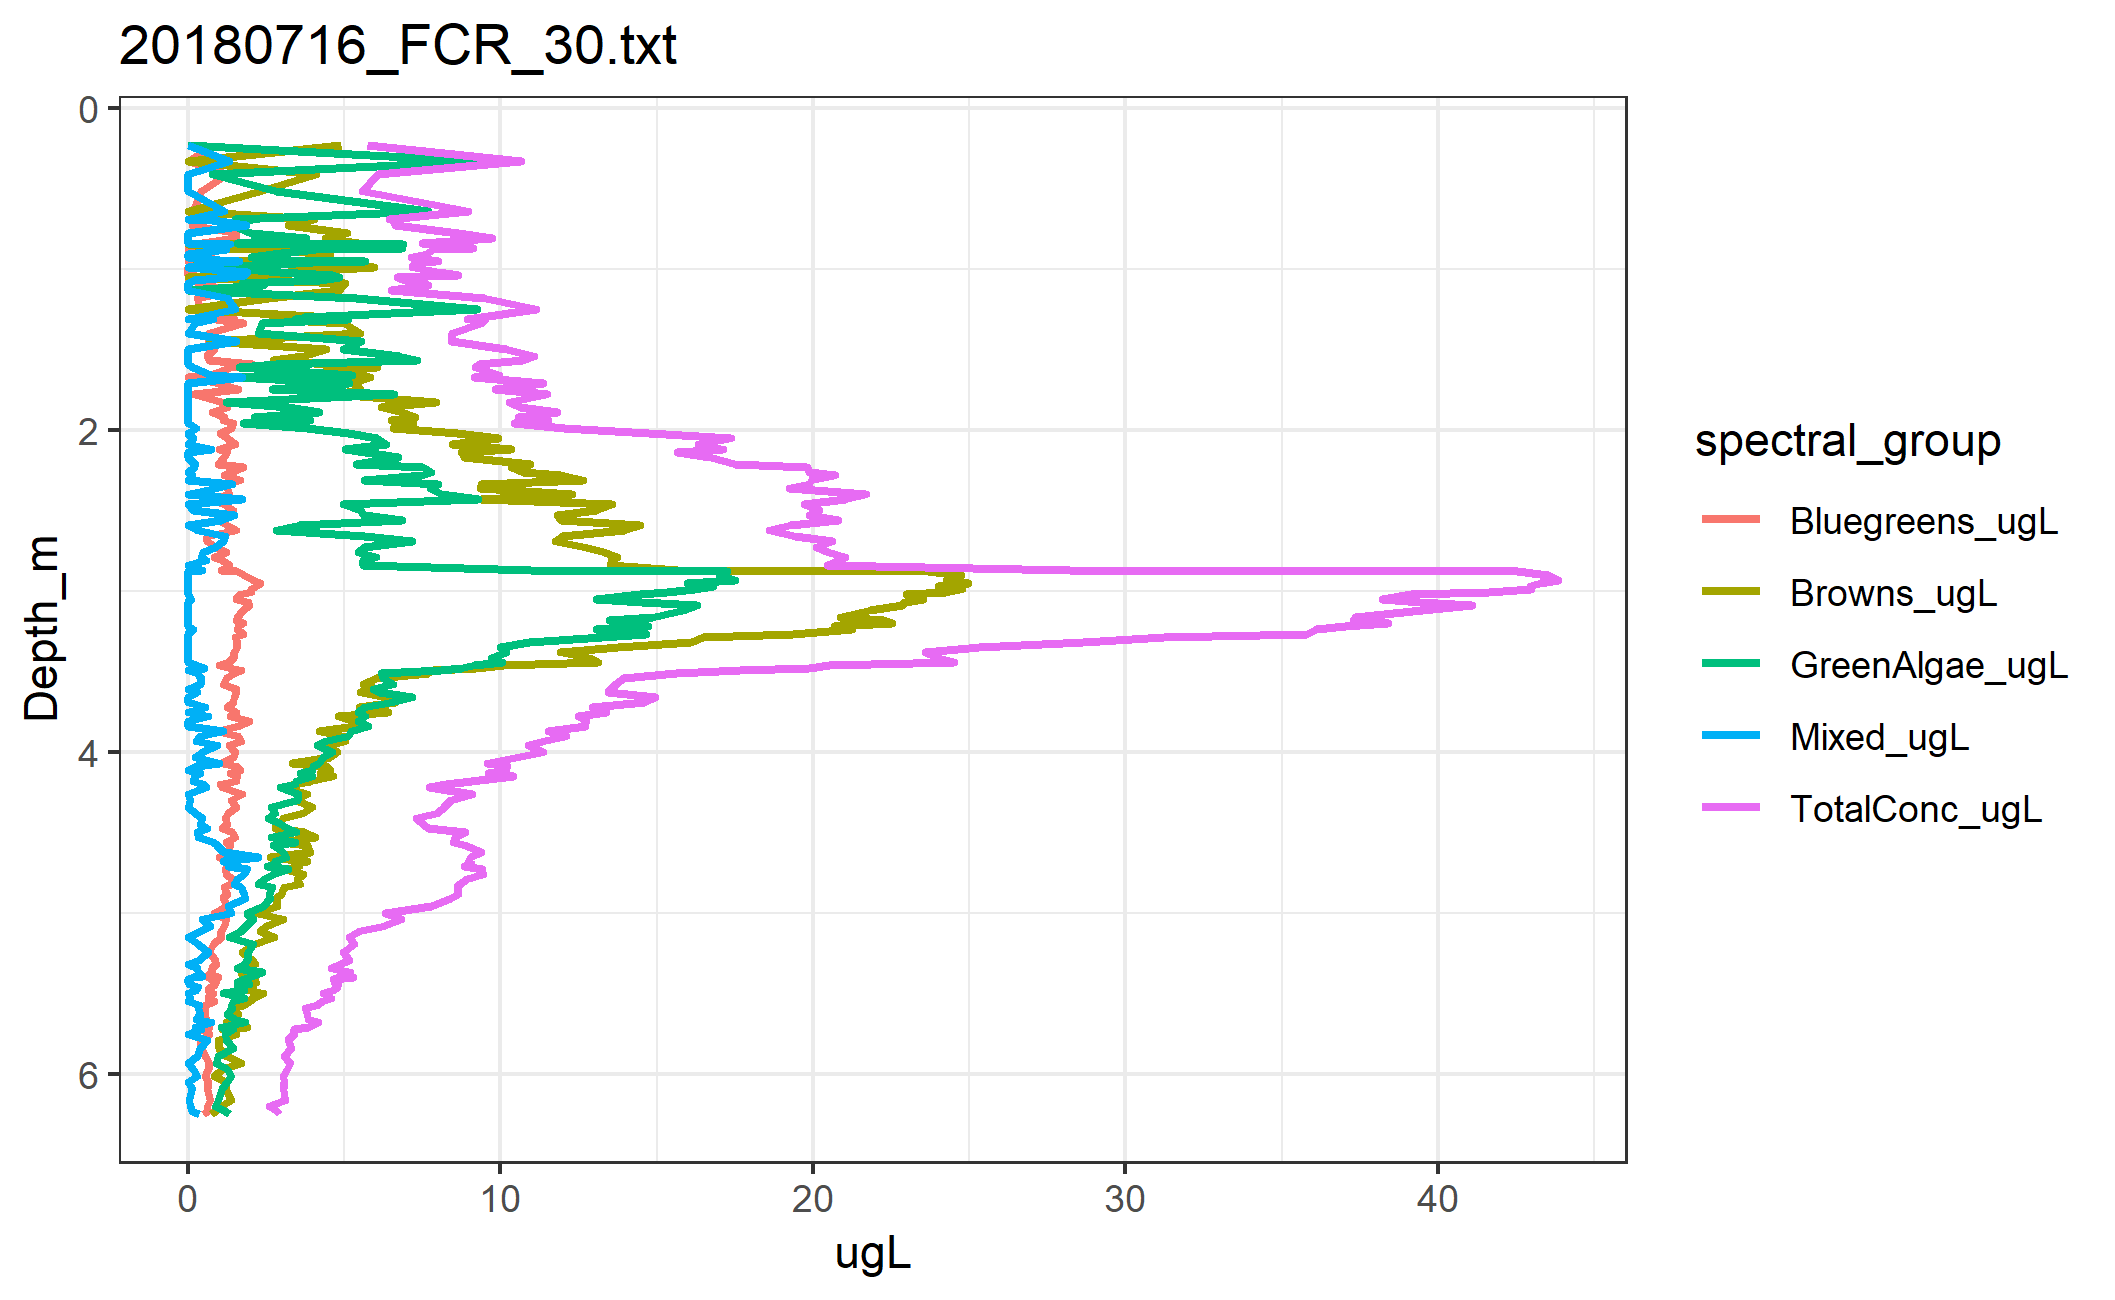 20180716_FCR_30.txt
0
2
4
6
Depth_m
0 10 20 30 40
ugL
spectral_group
Bluegreens_ugL
Browns_ugL
GreenAlgae_ugL
Mixed_ugL
TotalConc_ugL